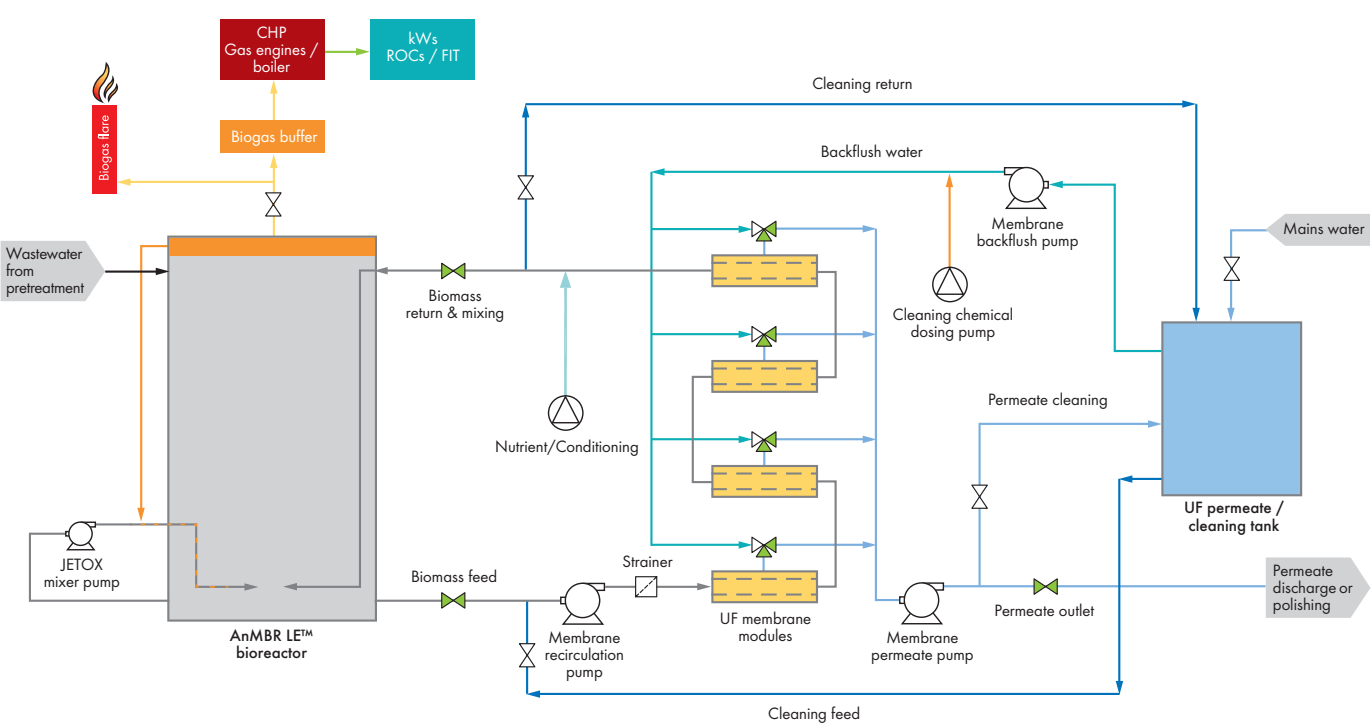 CHP
Gas engines /
boiler
kWs
ROCs / FIT
Biogas flare
Biogas buffer
Cleaning return
Backflush water
Membrane
backflush pump
Mains water
Wastewater
from
pretreatment
Biomass
return & mixing
Cleaning chemical
dosing pump
Nutrient/Conditioning
Permeate cleaning
UF permeate /
cleaning tank
JETOX
mixer pump
Biomass feed
Strainer
UF membrane
modules
Permeate outlet
Permeate
discharge or
polishing
AnMBR LE™
bioreactor
Membrane
recirculation
pump
Membrane
permeate pump
Cleaning feed